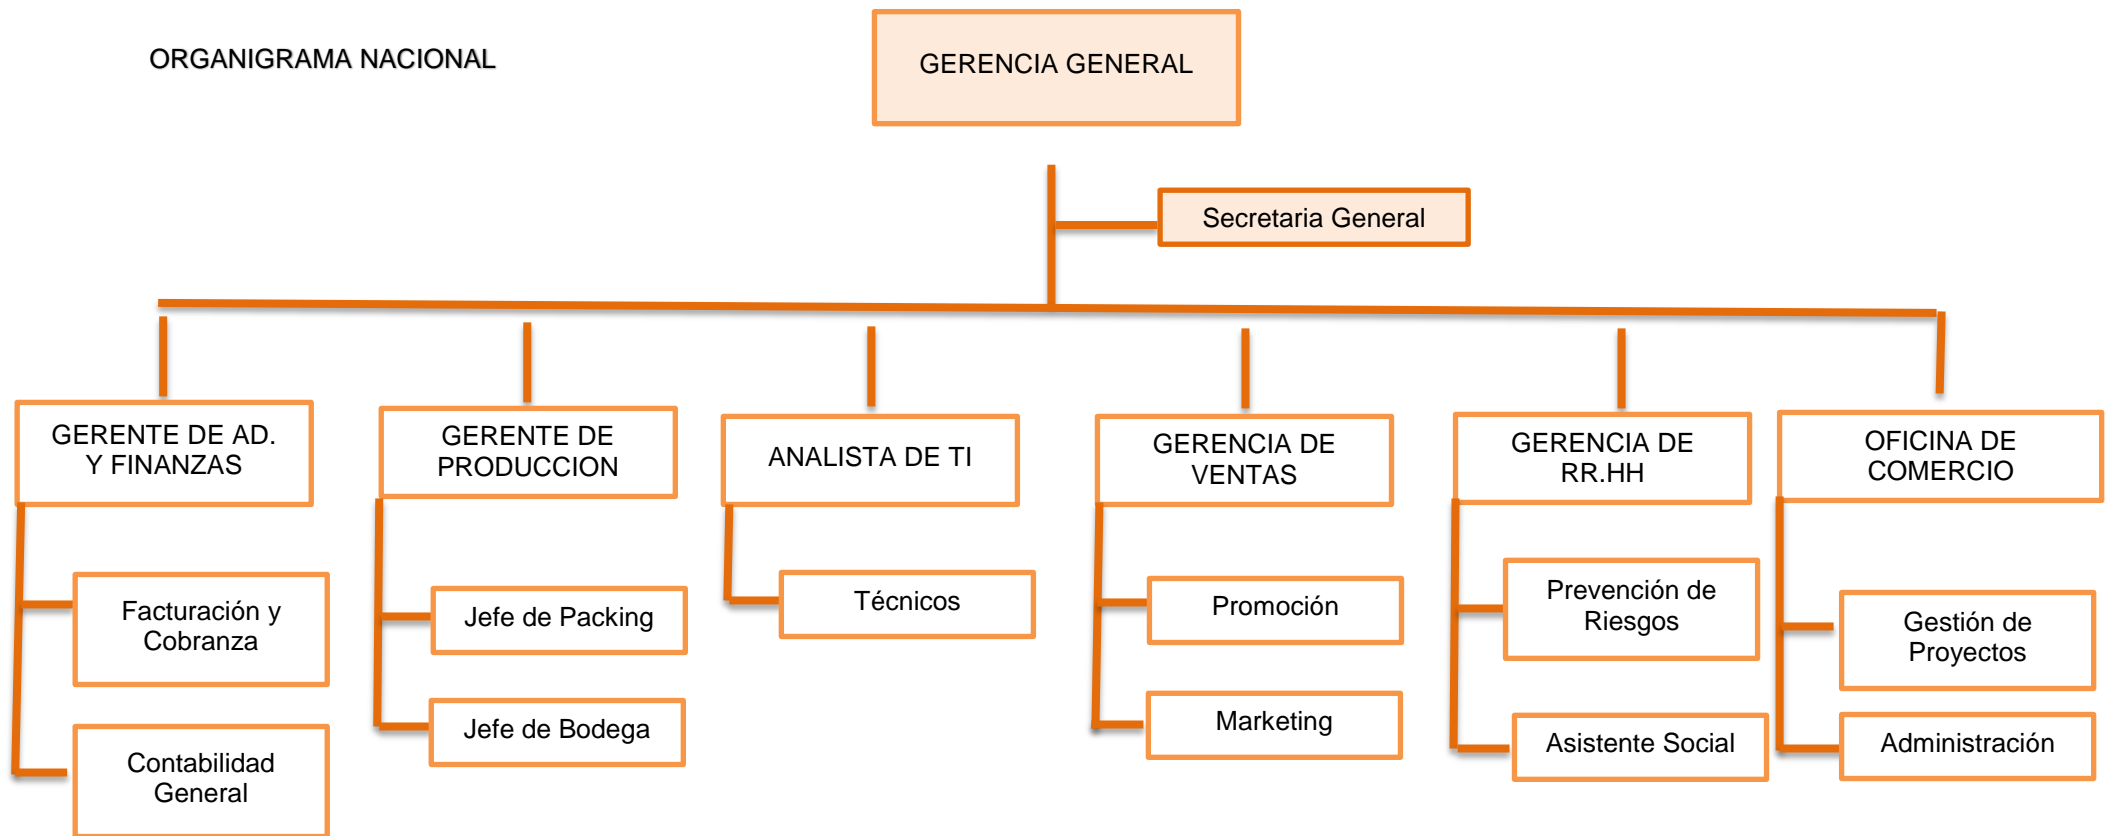 ORGANIGRAMA NACIONAL
GERENCIA GENERAL
Secretaria General
GERENTE DE AD.
Y FINANZAS
GERENTE DE
PRODUCCION
ANALISTA DE TI
GERENCIA DE
VENTAS
GERENCIA DE
RR.HH
OFICINA DE
COMERCIO
Facturación y
Cobranza
Contabilidad
General
Jefe de Packing
Jefe de Bodega
Técnicos
Promoción
Marketing
Prevención de
Riesgos
Asistente Social
Gestión de
Proyectos
Administración